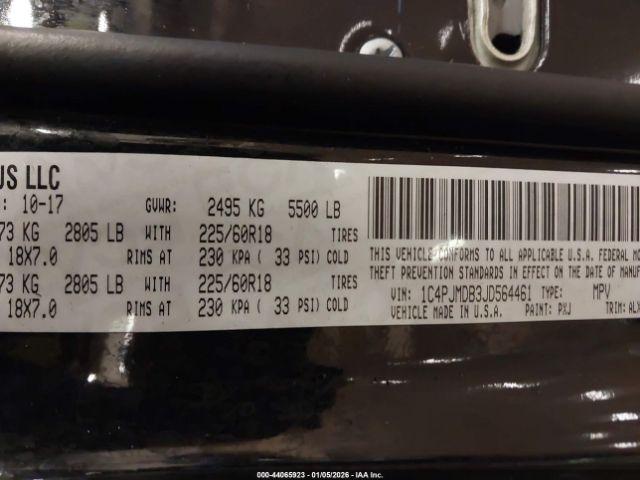 US LLC
: 10-17 GVWR: 2495 KG 5500 LB
73 KG 2805 LB WITH 225/60R18 TIRES
18X7.0 RIMS AT 230 KPA ( 33 PSI) COLD
73 KG 2805 LB WITH 225/60R18 TIRES
18X7.0 RIMS AT 230 KPA ( 33 PSI) COLD
THIS VEHICLE CONFORMS TO ALL APPLICABLE U.S.A. FEDERAL MO
THEFT PREVENTION STANDARDS IN EFFECT ON THE DATE OF MAN
VIN: 1C4PJMDB3JD564461 TYPE: MPV
VEHICLE MADE IN U.S.A. PAINT: PXJ TRIM: ALX
000-44065923 - 01/05/2026 - IAA Inc.